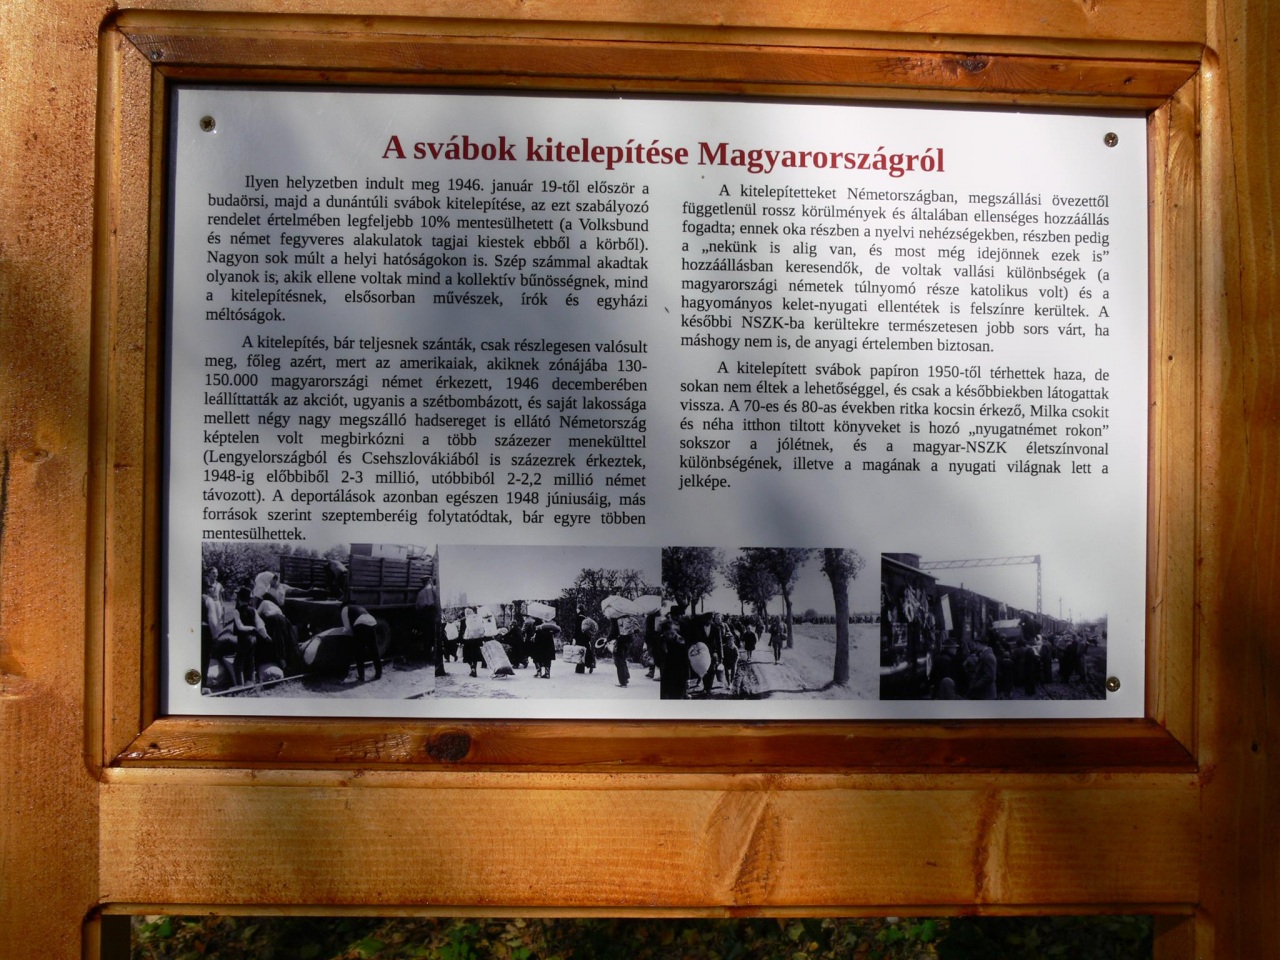 A svábok kitelepítése Magyarországról
Ilyen helyzetben indult meg 1946. január 19-től először a
budaörsi, majd a dunántúli svábok kitelepítése, az ezt szabályozó
rendelet értelmében legfeljebb 10% mentesülhetett (a Volksbund
és német fegyveres alakulatok tagjai kiestek ebből a körből).
Nagyon sok múlt a helyi hatóságokon is. Szép számmal akadtak
olyanok is, akik ellene voltak mind a kollektív bűnösségnek, mind
a kitelepítésnek, elsősorban művészek, írók és egyházi
méltóságok.
A kitelepítés, bár teljesnek szánták, csak részlegesen valósult
meg, főleg azért, mert az amerikaiak, akiknek zónájába 130-
150.000 magyarországi német érkezett, 1946 decemberében
leállíttatták az akciót, ugyanis a szétbombázott, és saját lakossága
mellett négy nagy megszálló hadsereget is ellátó Németország
képtelen volt megbirkózni a több százezer menekülttel
(Lengyelországból és Csehszlovákiából is százezrek érkeztek,
1948-ig előbbiből 2-3 millió, utóbbiból 2-2,2 millió német
távozott). A deportálások azonban egészen 1948 júniusáig, más
források szerint szeptemberéig folytatódtak, bár egyre többen
mentesülhettek.
A kitelepítetteket Németországban, megszállási övezettől
függetlenül rossz körülmények és általában ellenséges hozzáállás
fogadta; ennek oka részben a nyelvi nehézségekben, részben pedig
a „nekünk is alig van, és most még idejönnek ezek is”
hozzáállásban keresendők, de voltak vallási különbségek (a
magyarországi németek túlnyomó része katolikus volt) és a
hagyományos kelet-nyugati ellentétek is felszínre kerültek. A
későbbi NSZK-ba kerültekre természetesen jobb sors várt, ha
máshogy nem is, de anyagi értelemben biztosan.
A kitelepített svábok papíron 1950-től térhettek haza, de
sokan nem éltek a lehetőséggel, és csak a későbbiekben látogattak
vissza. A 70-es és 80-as években ritka kocsin érkező, Milka csokit
és néha itthon tiltott könyveket is hozó „nyugatnémet rokon”
sokszor a jólétnek, és a magyar-NSZK életszínvonal
különbségének, illetve a magának a nyugati világnak lett a
jelképe.